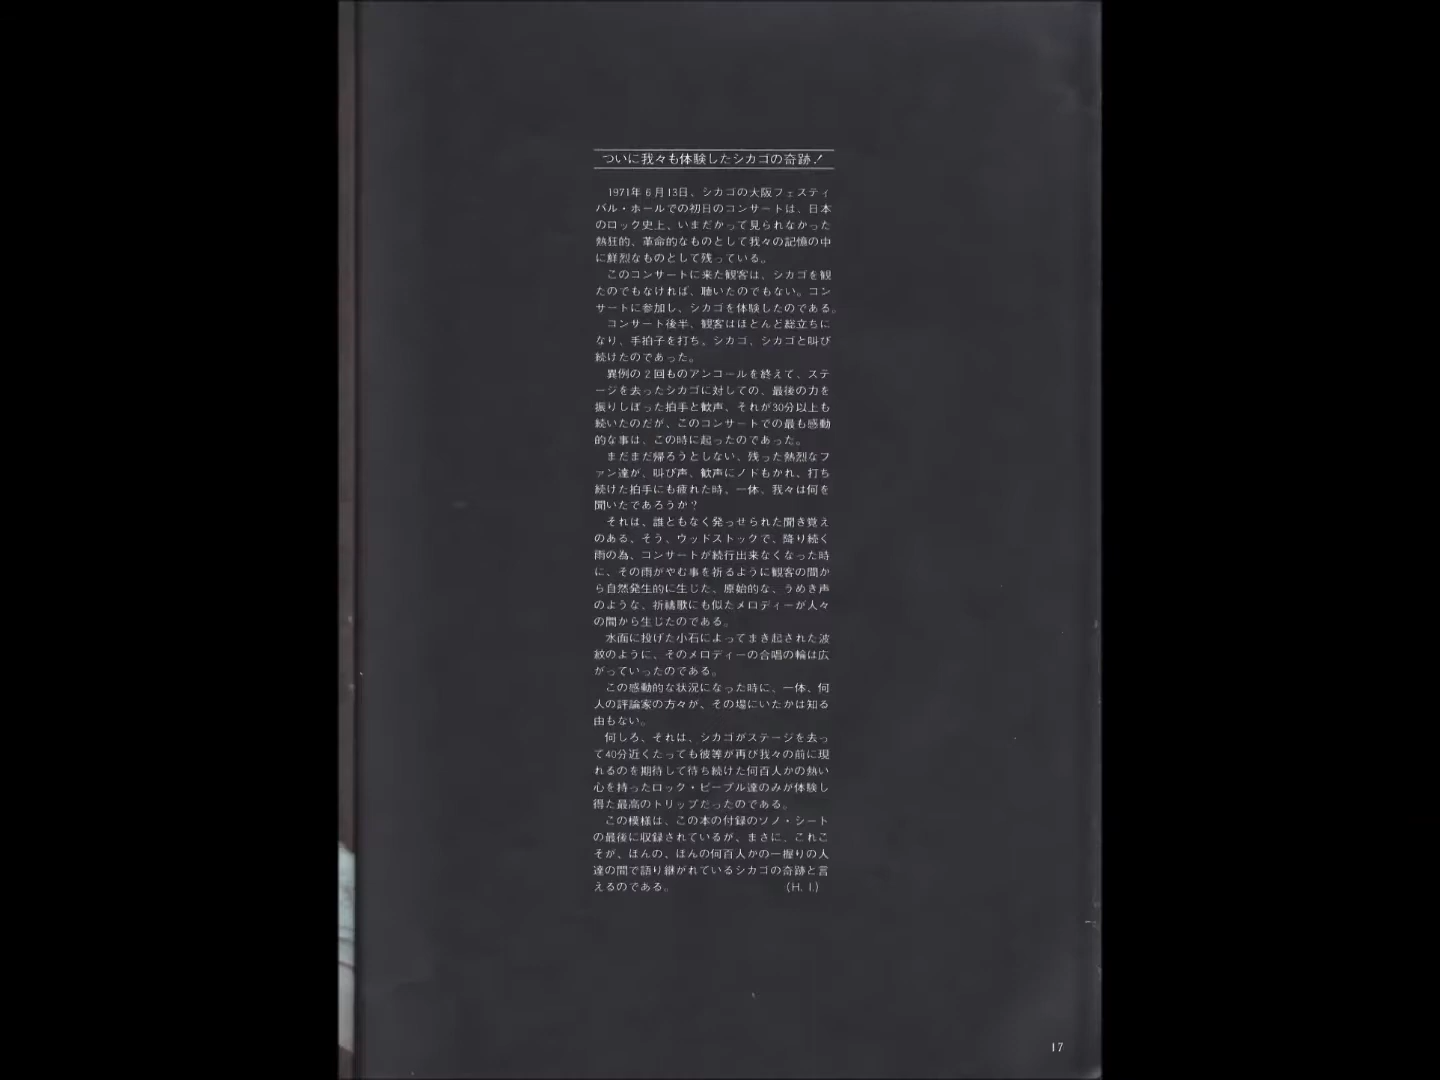 ついに我々も体験したシカゴの奇跡！
1971年6月13日、シカゴの大阪フェスティ
バル・ホールでの初日のコンサートは、日本
のロック史上、いまだかって見られなかった
熱狂的、革命的なものとして我々の記憶の中
に鮮烈なものとして残っている。
このコンサートに来た観客は、シカゴを観
たのでもなければ、聴いたのでもない。コン
サートに参加し、シカゴを体験したのである。
コンサート後半、観客はほとんど総立ちに
なり、手拍子を打ち、シカゴ、シカゴと叫び
続けたのであった。
異例の2回ものアンコールを終えて、ステ
ージを去ったシカゴに対しての、最後の力を
振りしぼった拍手と歓声、それが30分以上も
続いたのだが、このコンサートでの最も感動
的な事は、この時に起ったのであった。
まだまだ帰ろうとしない、残った熱烈なフ
ァン達が、叫び声、歓声にノドもかれ、打ち
続けた拍手にも疲れた時、一体、我々は何を
聞いたであろうか？
それは、誰ともなく発っせられた聞き覚え
のある、そう、ウッドストックで、降り続く
雨の為、コンサートが続行出来なくなった時
に、その雨がやむ事を祈るように観客の間か
ら自然発生的に生じた、原始的な、うめき声
のような、祈禱歌にも似たメロディーが人々
の間から生じたのである。
水面に投げた小石によってまき起された波
紋のように、そのメロディーの合唱の輪は広
がっていったのである。
この感動的な状況になった時に、一体、何
人の評論家の方々が、その場にいたかは知る
由もない。
何しろ、それは、シカゴがステージを去っ
て40分近くたっても彼等が再び我々の前に現
れるのを期待して待ち続けた何百人かの熱い
心を持ったロック・ピープル達のみが体験し
得た最高のトリップだったのである。
この模様は、この本の付録のソノ・シート
の最後に収録されているが、まさに、これこ
そが、ほんの、ほんの何百人かの一握りの人
達の間で語り継がれているシカゴの奇跡と言
えるのである。 (H. I.)
17